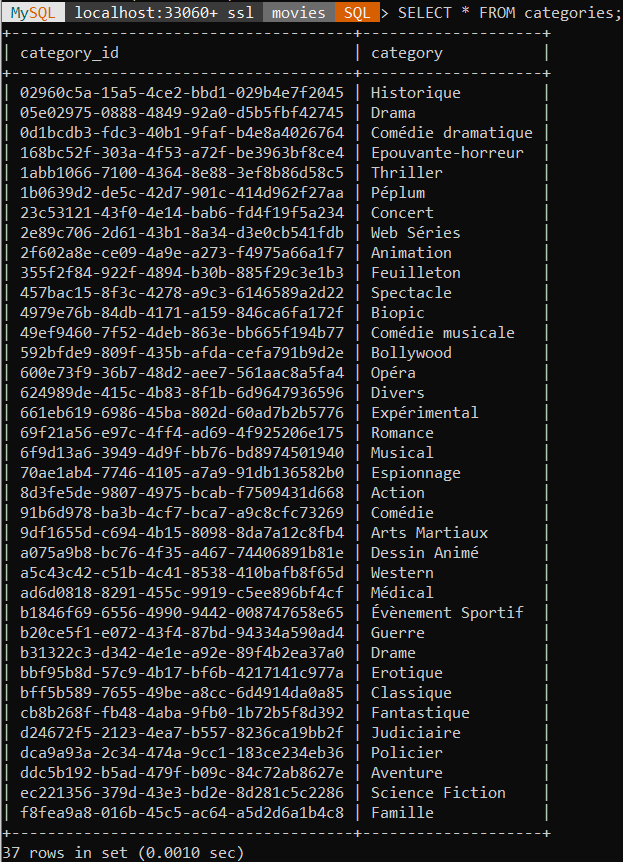 MySQL localhost:33060+ ssl movies SQL > SELECT * FROM categories;
+--------------------------------------+--------------------+
| category_id                          | category           |
+--------------------------------------+--------------------+
| 02960c5a-15a5-4ce2-bbd1-029b4e7f2045 | Historique         |
| 05e02975-0888-4849-92a0-d5b5fbf42745 | Drama              |
| 0d1bcdb3-fdc3-40b1-9faf-b4e8a4026764 | Comédie dramatique |
| 168bc52f-303a-4f53-a72f-be3963bf8ce4 | Epouvante-horreur  |
| 1abb1066-7100-4364-8e88-3ef8b86d58c5 | Thriller           |
| 1b0639d2-de5c-42d7-901c-414d962f27aa | Péplum             |
| 23c53121-43f0-4e14-bab6-fd4f19f5a234 | Concert            |
| 2e89c706-2d61-43b1-8a34-d3e0cb541fdb | Web Séries         |
| 2f602a8e-ce09-4a9e-a273-f4975a66a1f7 | Animation          |
| 355f2f84-922f-4894-b30b-885f29c3e1b3 | Feuilleton         |
| 457bac15-8f3c-4278-a9c3-6146589a2d22 | Spectacle          |
| 4979e76b-84db-4171-a159-846ca6fa172f | Biopic             |
| 49ef9460-7f52-4deb-863e-bb665f194b77 | Comédie musicale   |
| 592bfde9-809f-435b-afda-cefa791b9d2e | Bollywood          |
| 600e73f9-36b7-48d2-aee7-561aac8a5fa4 | Opéra              |
| 624989de-415c-4b83-8f1b-6d9647936596 | Divers             |
| 661eb619-6986-45ba-802d-60ad7b2b5776 | Expérimental       |
| 69f21a56-e97c-4ff4-ad69-4f925206e175 | Romance            |
| 6f9d13a6-3949-4d9f-bb76-bd8974501940 | Musical            |
| 70ae1ab4-7746-4105-a7a9-91db136582b0 | Espionnage         |
| 8d3fe5de-9807-4975-bcab-f7509431d668 | Action             |
| 91b6d978-ba3b-4cf7-bca7-a9c8cfc73269 | Comédie            |
| 9df1655d-c694-4b15-8098-8da7a12c8fb4 | Arts Martiaux      |
| a075a9b8-bc76-4f35-a467-74406891b81e | Dessin Animé       |
| a5c43c42-c51b-4c41-8538-410bafb8f65d | Western            |
| ad6d0818-8291-455c-9919-c5ee896bf4cf | Médical            |
| b1846f69-6556-4990-9442-008747658e65 | Évènement Sportif  |
| b20ce5f1-e072-43f4-87bd-94334a590ad4 | Guerre             |
| b31322c3-d342-4e1e-a92e-89f4b2ea37a0 | Drame              |
| bbf95b8d-57c9-4b17-bf6b-4217141c977a | Erotique           |
| bff5b589-7655-49be-a8cc-6d4914da0a85 | Classique          |
| cb8b268f-fb48-4aba-9fb0-1b72b5f8d392 | Fantastique        |
| d24672f5-2123-4ea7-b557-8236ca19bb2f | Judiciaire         |
| dca9a93a-2c34-474a-9cc1-183ce234eb36 | Policier           |
| ddc5b192-b5ad-479f-b09c-84c72ab8627e | Aventure           |
| ec221356-379d-43e3-bd2e-8d281c5c2286 | Science Fiction    |
| f8fea9a8-016b-45c5-ac64-a5d2d6a1b4c8 | Famille            |
+--------------------------------------+--------------------+
37 rows in set (0.0010 sec)